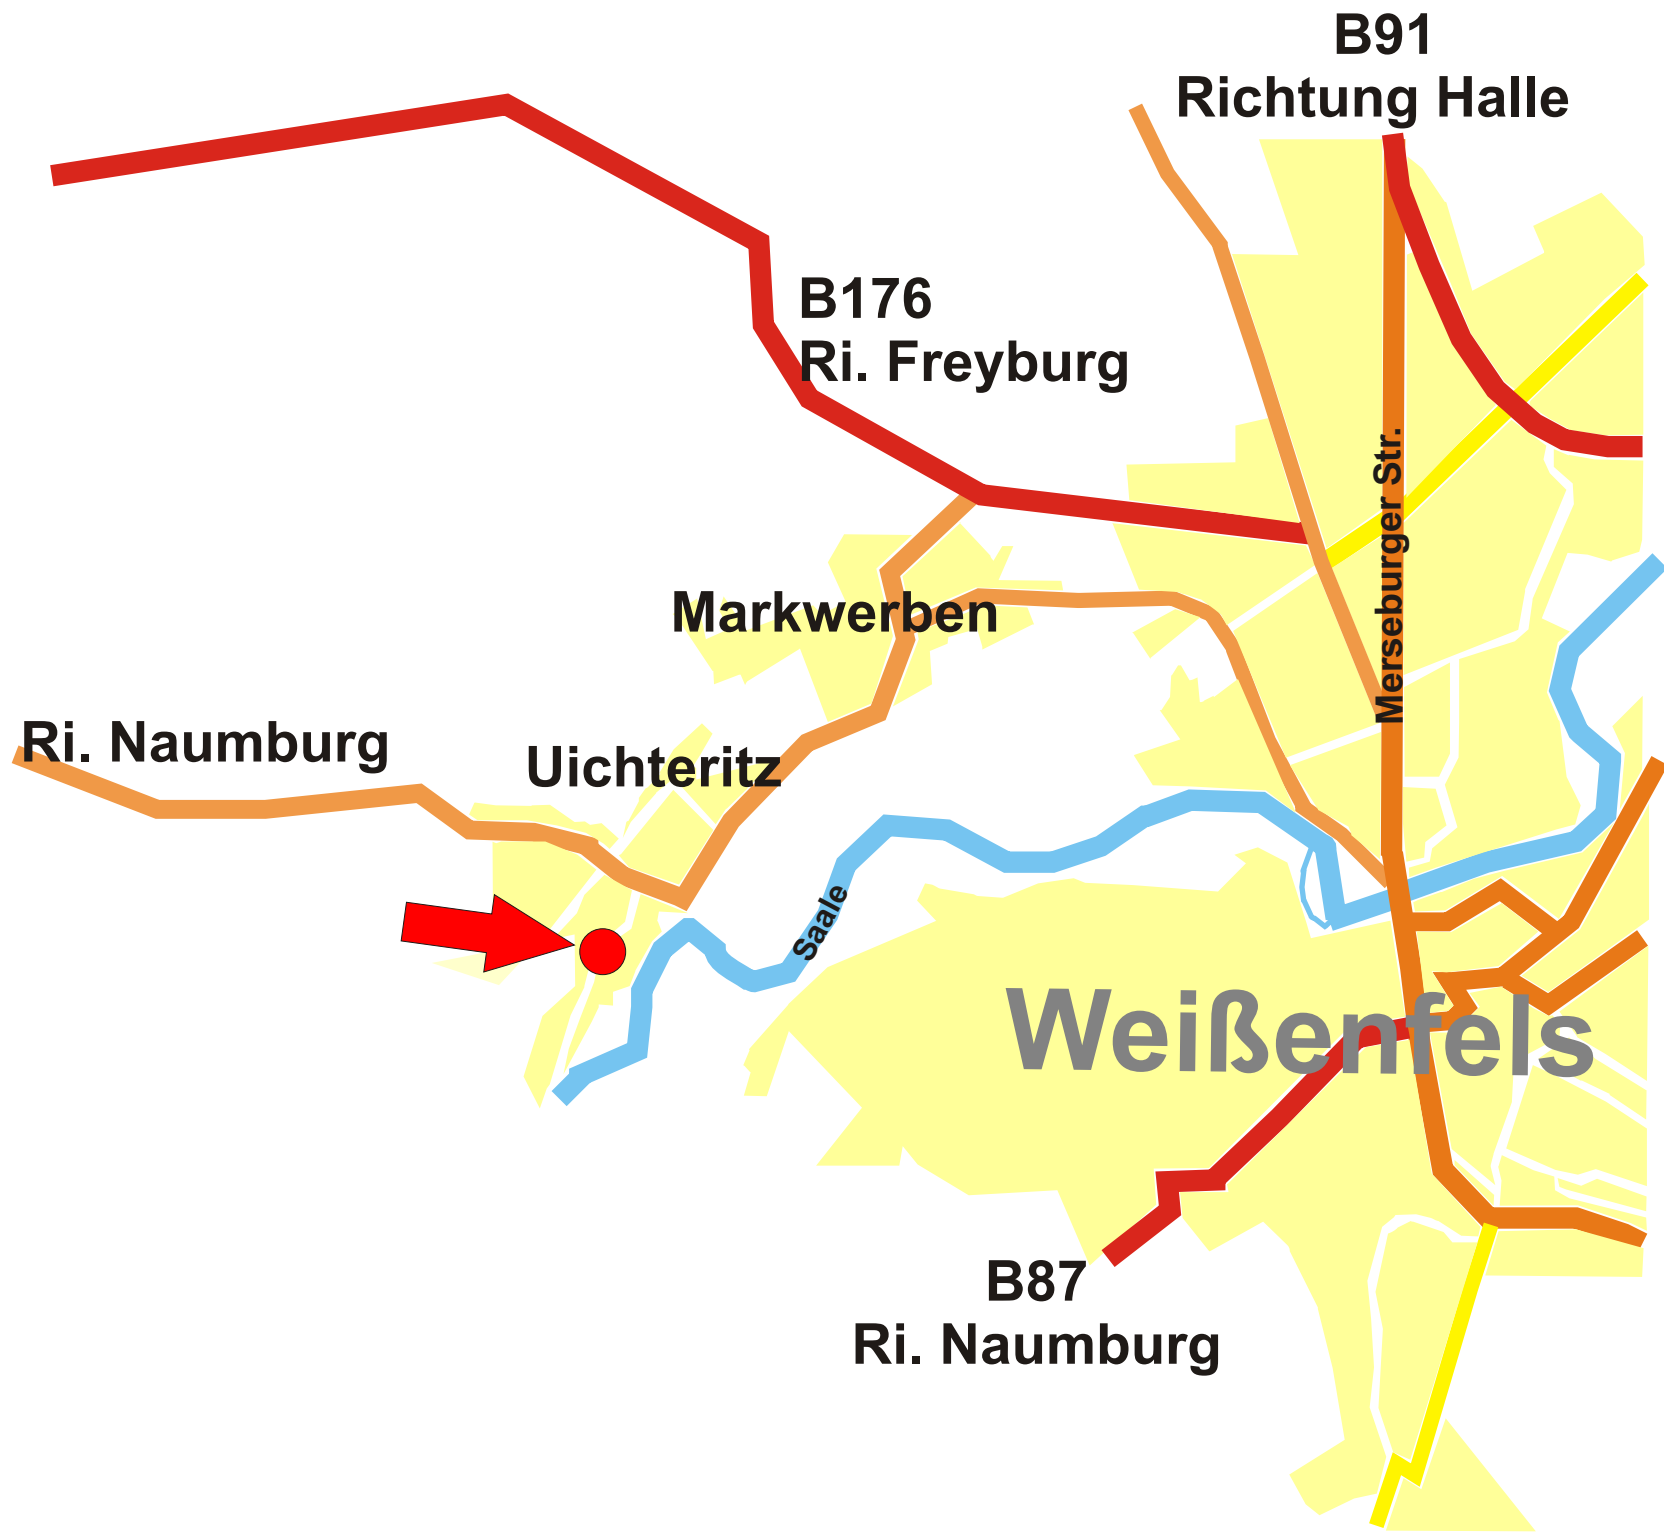 B91
Richtung Halle
B176
Ri. Freyburg
Merseburger Str.
Markwerben
Ri. Naumburg
Uichteritz
Saale
Weißenfels
B87
Ri. Naumburg